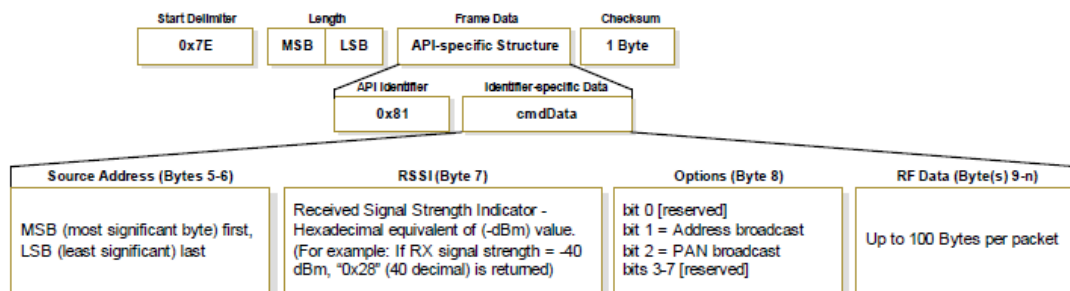 Start Delimiter Length Frame Data Checksum
0x7E MSB LSB API-specific Structure 1 Byte
API Identifier Identifier-specific Data
0x81 cmdData
Source Address (Bytes 5-6)
MSB (most significant byte) first,
LSB (least significant) last
RSSI (Byte 7)
Received Signal Strength Indicator -
Hexadecimal equivalent of (-dBm) value.
(For example: If RX signal strength = -40
dBm, “0x28” (40 decimal) is returned)
Options (Byte 8)
bit 0 [reserved]
bit 1 = Address broadcast
bit 2 = PAN broadcast
bits 3-7 [reserved]
RF Data (Byte(s) 9-n)
Up to 100 Bytes per packet